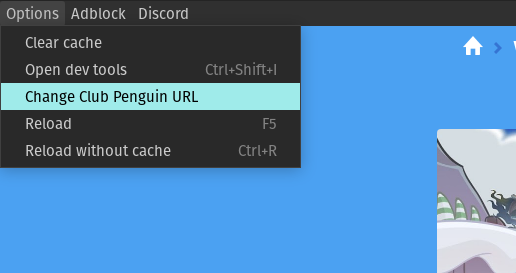 Options Adblock Discord
Clear cache
Open dev tools Ctrl+Shift+I
Change Club Penguin URL
Reload F5
Reload without cache Ctrl+R